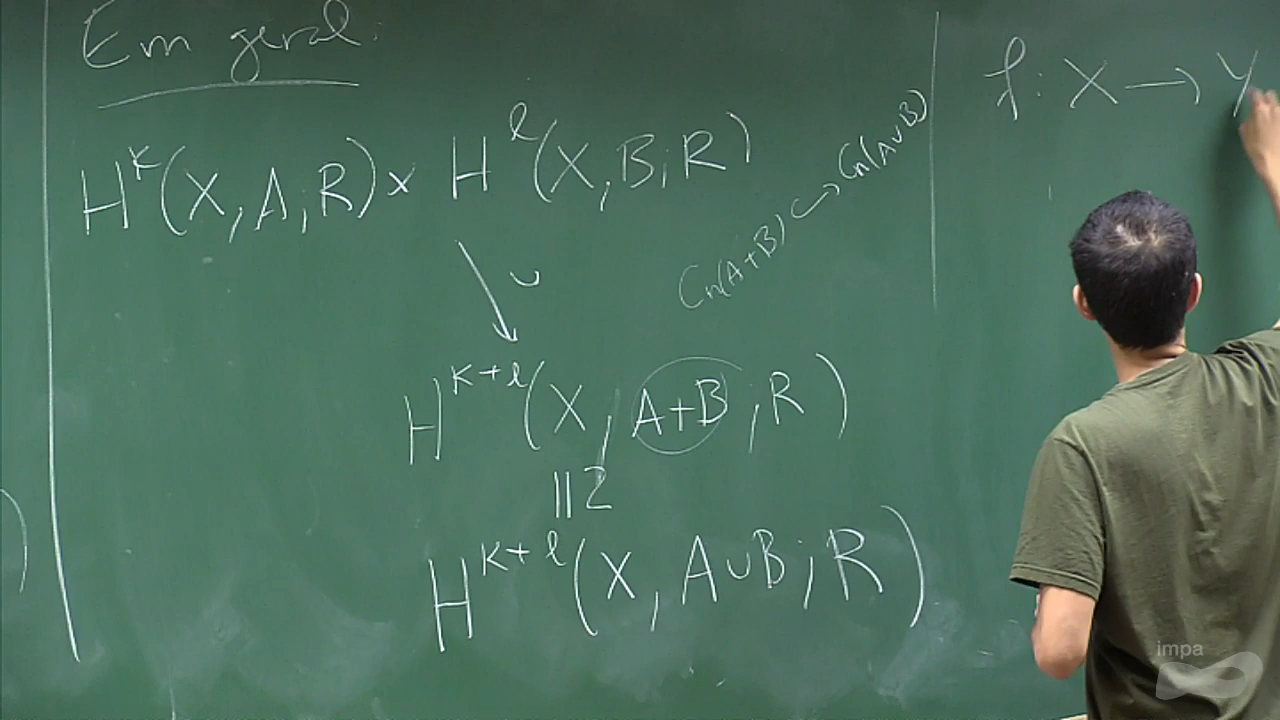 Em geral:
H^k(X, A; R) × H^l(X, B; R)
↘ ∪
Cn(A+B) ↪ Cn(A∪B)
H^{k+l}(X, A+B; R)
≅
H^{k+l}(X, A∪B; R)
f: X → Y
impa